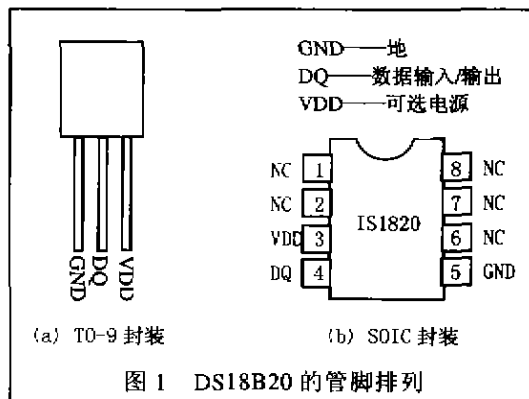 GND——地
DQ——数据输入/输出
VDD——可选电源
GND
DQ
VDD
NC 1
8 NC
NC 2
7 NC
IS1820
VDD 3
6 NC
DQ 4
5 GND
(a) TO-9 封装
(b) SOIC 封装
图 1 DS18B20 的管脚排列